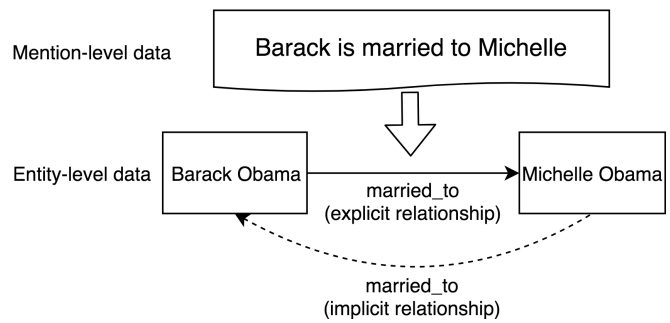 Mention-level data
Barack is married to Michelle
Entity-level data
Barack Obama
married_to
(explicit relationship)
Michelle Obama
married_to
(implicit relationship)